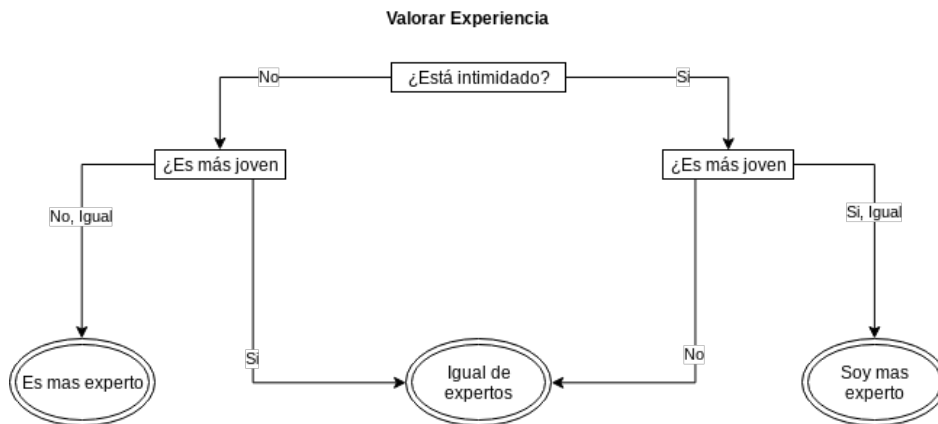 Valorar Experiencia
No
¿Está intimidado?
Si
¿Es más joven
¿Es más joven
No, Igual
Si, Igual
Si
No
Es mas experto
Igual de
expertos
Soy mas
experto